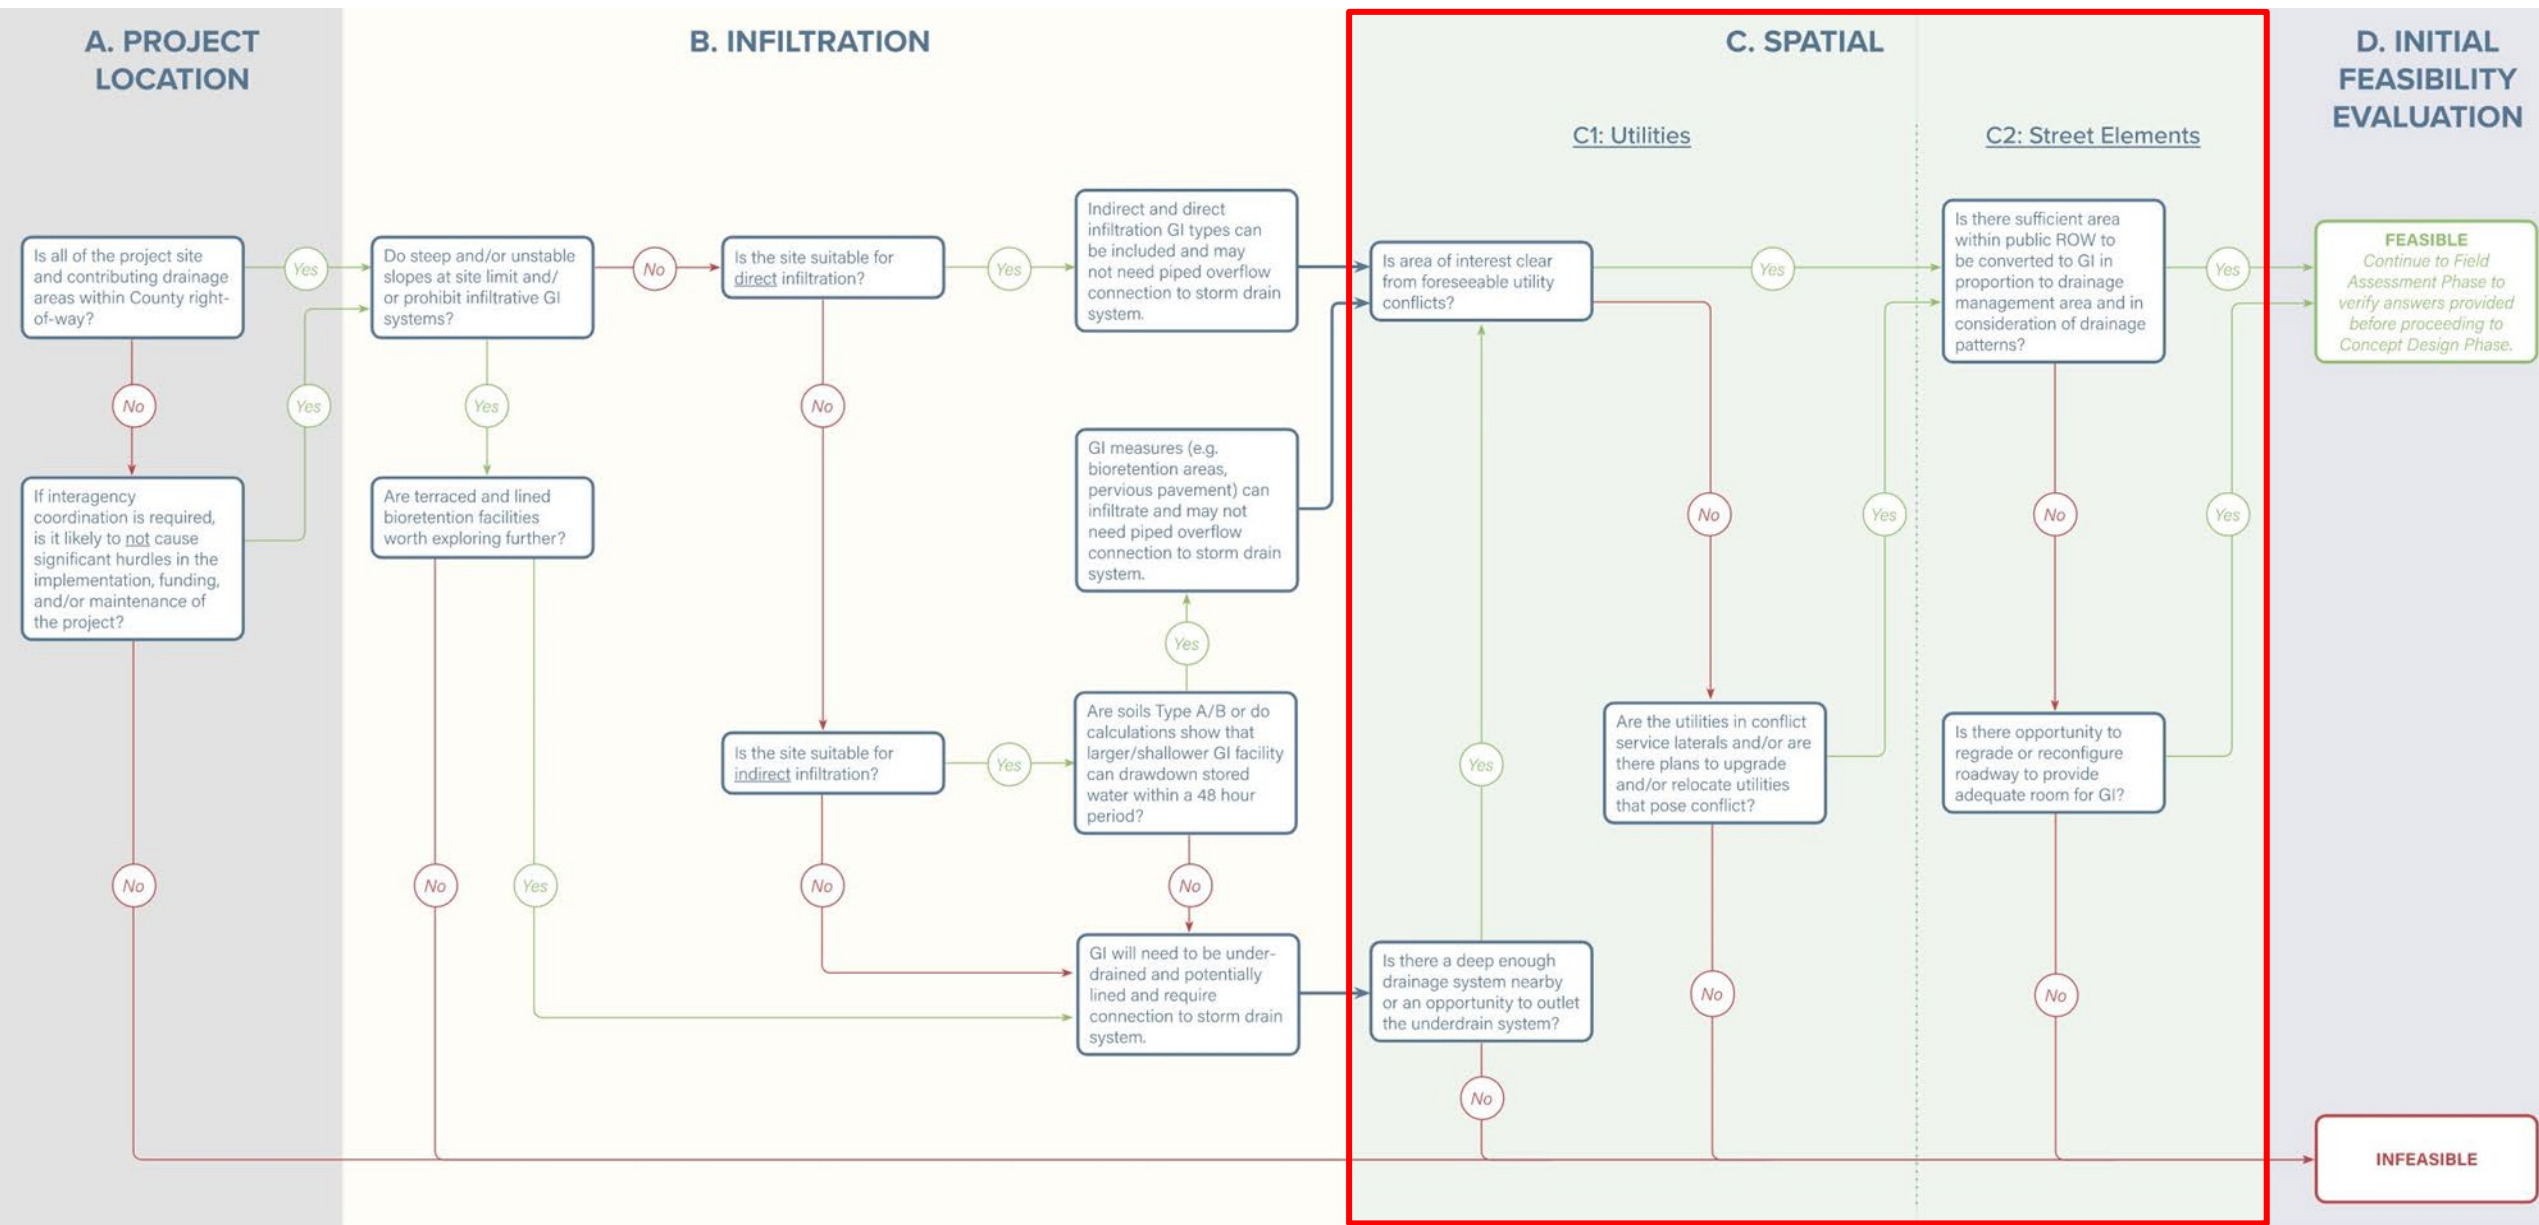 A. PROJECT
LOCATION
B. INFILTRATION
C. SPATIAL
D. INITIAL
FEASIBILITY
EVALUATION
C1: Utilities
C2: Street Elements
Is all of the project site
and contributing drainage
areas within County right-
of-way?
Yes
No
If interagency
coordination is required,
is it likely to not cause
significant hurdles in the
implementation, funding,
and/or maintenance of
the project?
Yes
No
Do steep and/or unstable
slopes at site limit and/
or prohibit infiltrative GI
systems?
No
Yes
Are terraced and lined
bioretention facilities
worth exploring further?
No
Yes
Is the site suitable for
direct infiltration?
Yes
No
Is the site suitable for
indirect infiltration?
Yes
No
Indirect and direct
infiltration GI types can
be included and may
not need piped overflow
connection to storm drain
system.
GI measures (e.g.
bioretention areas,
pervious pavement) can
infiltrate and may not
need piped overflow
connection to storm drain
system.
Yes
Are soils Type A/B or do
calculations show that
larger/shallower GI facility
can drawdown stored
water within a 48 hour
period?
No
GI will need to be under-
drained and potentially
lined and require
connection to storm drain
system.
Is area of interest clear
from foreseeable utility
conflicts?
Yes
No
Yes
Is there a deep enough
drainage system nearby
or an opportunity to outlet
the underdrain system?
No
Are the utilities in conflict
service laterals and/or are
there plans to upgrade
and/or relocate utilities
that pose conflict?
Yes
No
Is there sufficient area
within public ROW to
be converted to GI in
proportion to drainage
management area and in
consideration of drainage
patterns?
Yes
No
Is there opportunity to
regrade or reconfigure
roadway to provide
adequate room for GI?
Yes
No
FEASIBLE
Continue to Field
Assessment Phase to
verify answers provided
before proceeding to
Concept Design Phase.
INFEASIBLE